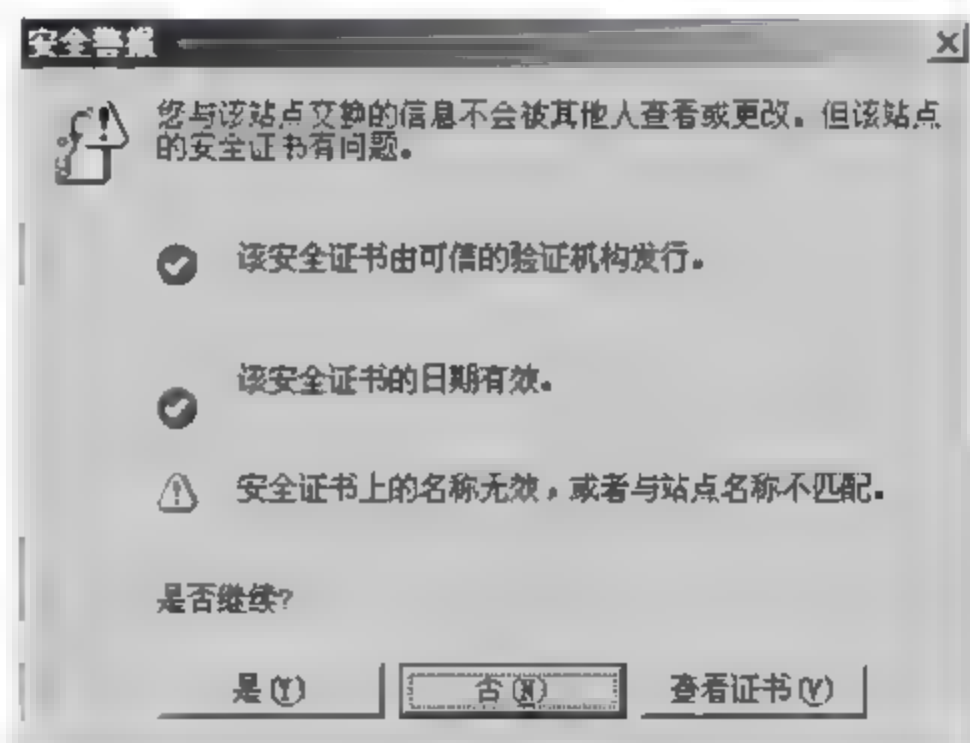 安全警报
您与该站点交换的信息不会被其他人查看或更改。但该站点
的安全证书有问题。
该安全证书由可信的验证机构发行。
该安全证书的日期有效。
安全证书上的名称无效，或者与站点名称不匹配。
是否继续?
是(Y) 否(N) 查看证书(V)